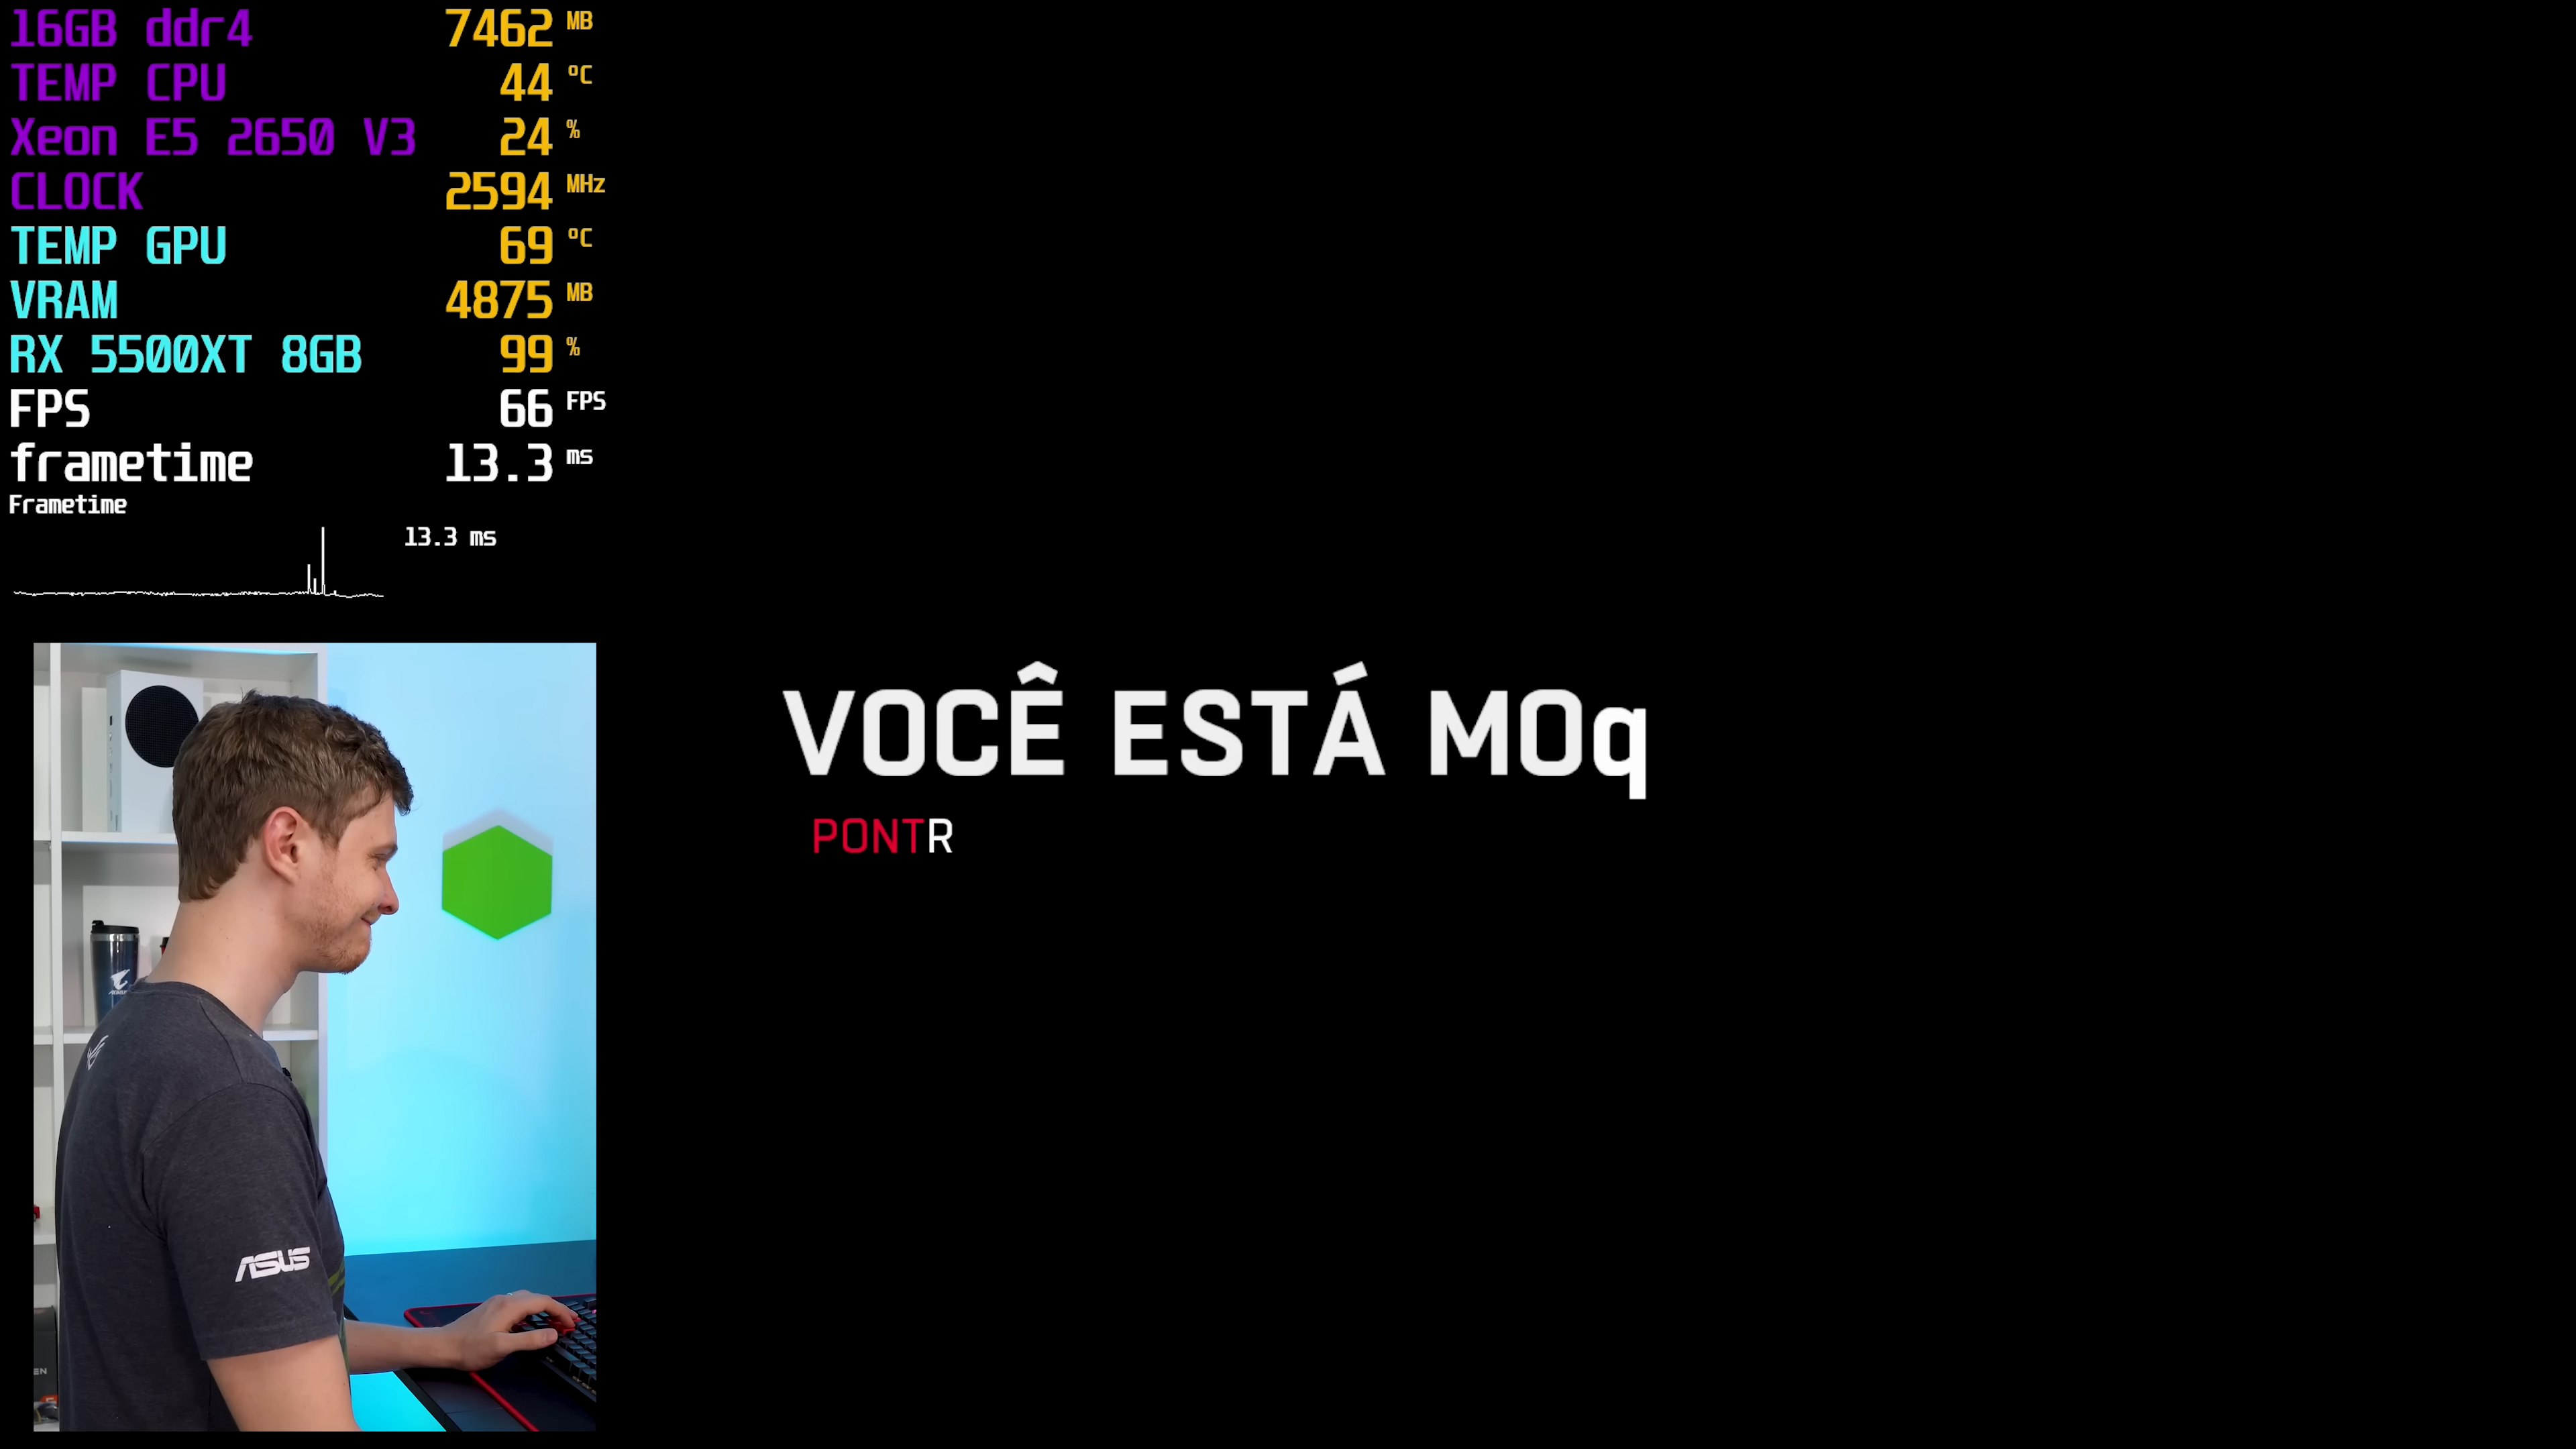 16GB ddr4 7462 MB
TEMP CPU 44 °C
Xeon E5 2650 V3 24 %
CLOCK 2594 MHz
TEMP GPU 69 °C
VRAM 4875 MB
RX 5500XT 8GB 99 %
FPS 66 FPS
frametime 13.3 ms
Frametime
13.3 ms
VOCÊ ESTÁ MOq
PONTR
ASUS
EN